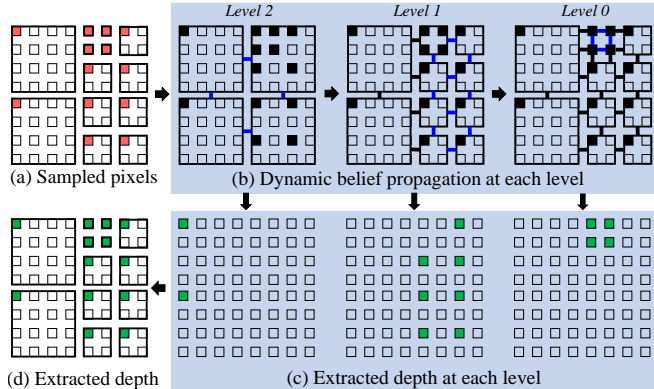 Level 2
Level 1
Level 0
(a) Sampled pixels
(b) Dynamic belief propagation at each level
(d) Extracted depth
(c) Extracted depth at each level